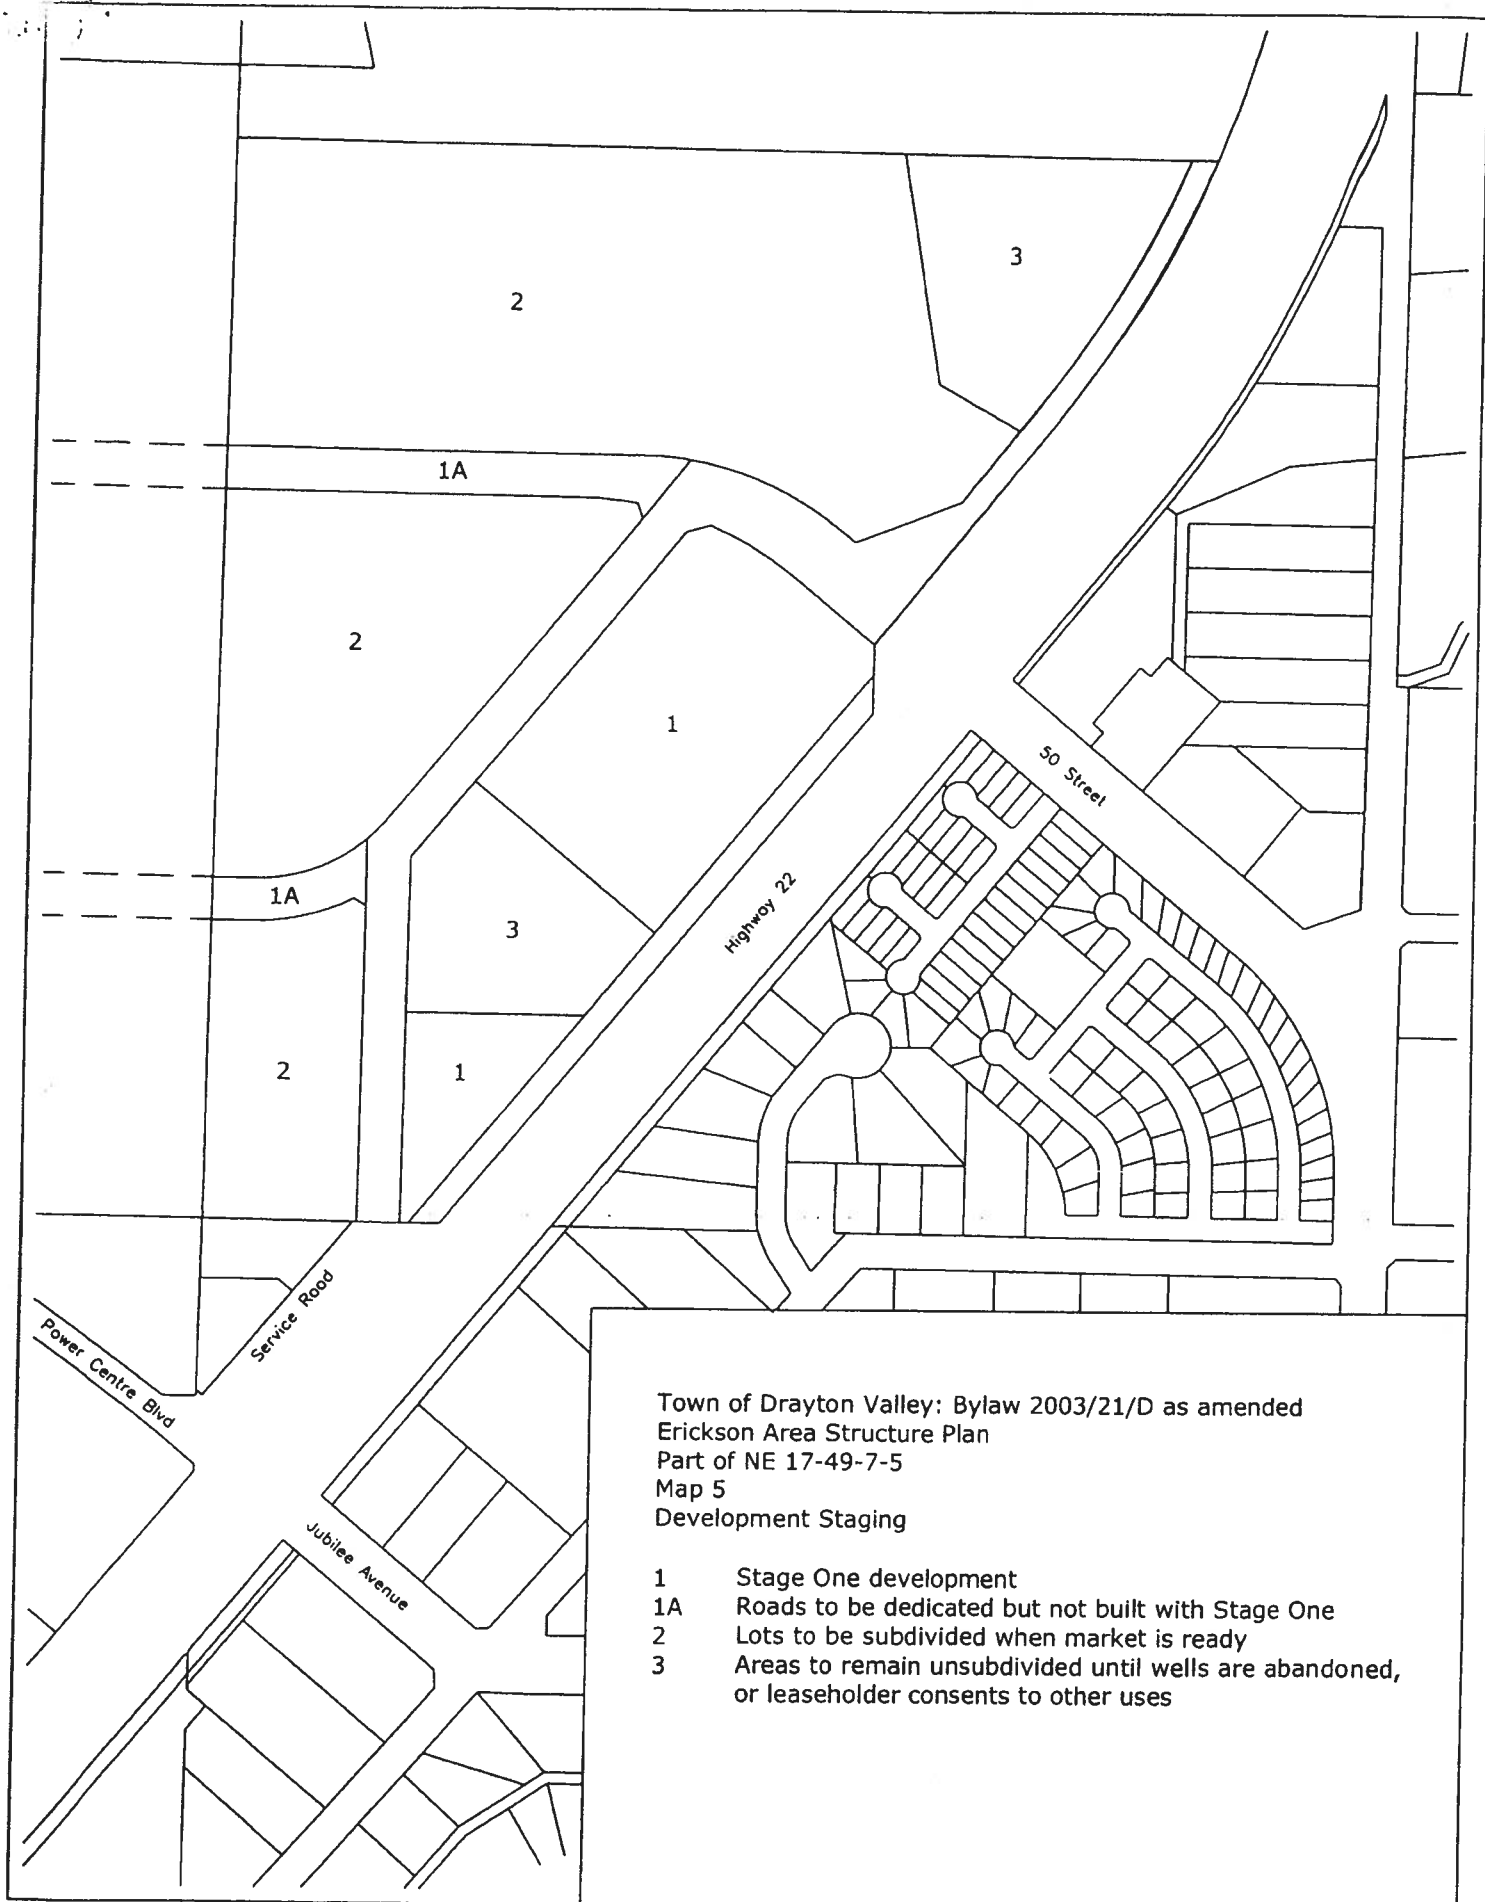 3
2
1A
2
1
50 Street
Highway 22
1A
3
2
1
Service Road
Power Centre Blvd
Jubilee Avenue
Town of Drayton Valley: Bylaw 2003/21/D as amended
Erickson Area Structure Plan
Part of NE 17-49-7-5
Map 5
Development Staging
1 Stage One development
1A Roads to be dedicated but not built with Stage One
2 Lots to be subdivided when market is ready
3 Areas to remain unsubdivided until wells are abandoned,
or leaseholder consents to other uses